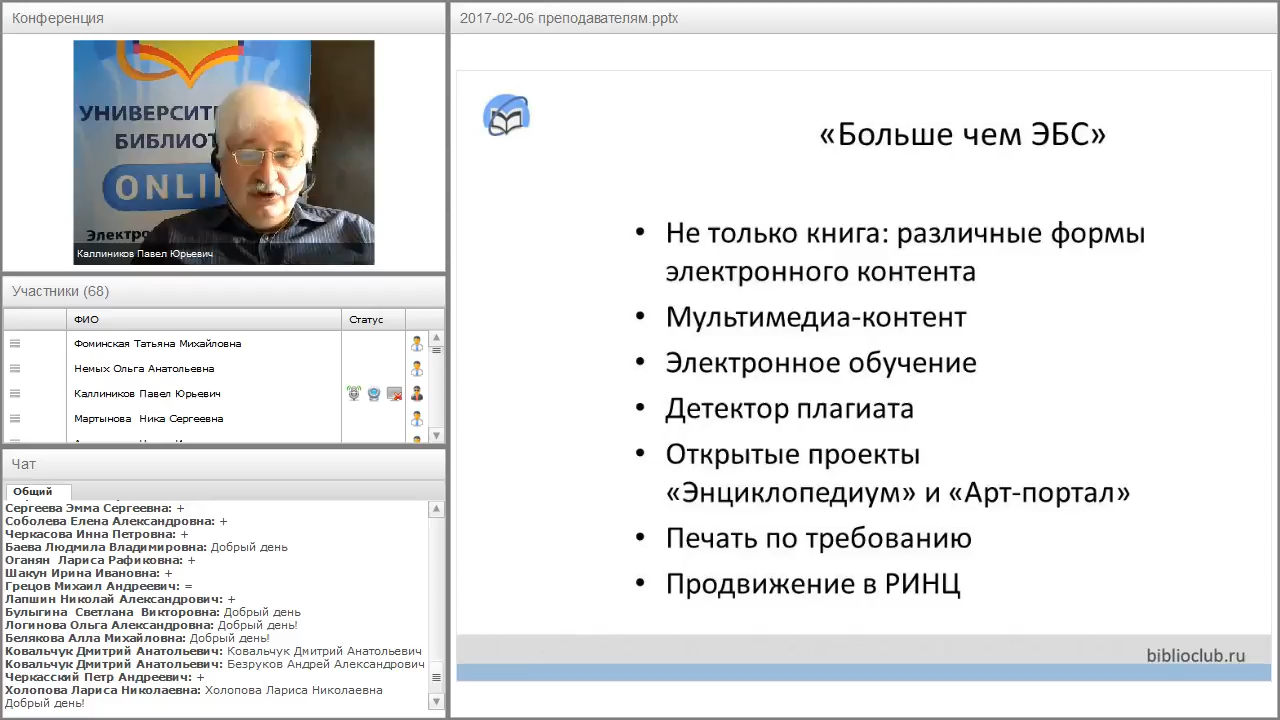 Конференция
УНИВЕРСИТ
БИБЛИОТ
ONLI
Электро
Каллиников Павел Юрьевич
Участники (68)
ФИО
Статус
Фоминская Татьяна Михайловна
Немых Ольга Анатольевна
Каллиников Павел Юрьевич
Мартынова Ника Сергеевна
Чат
Общий
Сергеева Эмма Сергеевна: +
Соболева Елена Александровна: +
Черкасова Инна Петровна: +
Баева Людмила Владимировна: Добрый день
Оганян Лариса Рафиковна: +
Шакун Ирина Ивановна: +
Грецов Михаил Андреевич: =
Лапшин Николай Александрович: +
Булыгина Светлана Викторовна: Добрый день
Логинова Ольга Александровна: Добрый день!
Белякова Алла Михайловна: Добрый день!
Ковальчук Дмитрий Анатольевич: Ковальчук Дмитрий Анатольевич
Ковальчук Дмитрий Анатольевич: Безруков Андрей Александрович
Черкасский Петр Андреевич: +
Холопова Лариса Николаевна: Холопова Лариса Николаевна
Добрый день!
2017-02-06 преподавателям.pptx
«Больше чем ЭБС»
• Не только книга: различные формы
электронного контента
• Мультимедиа-контент
• Электронное обучение
• Детектор плагиата
• Открытые проекты
«Энциклопедиум» и «Арт-портал»
• Печать по требованию
• Продвижение в РИНЦ
biblioclub.ru